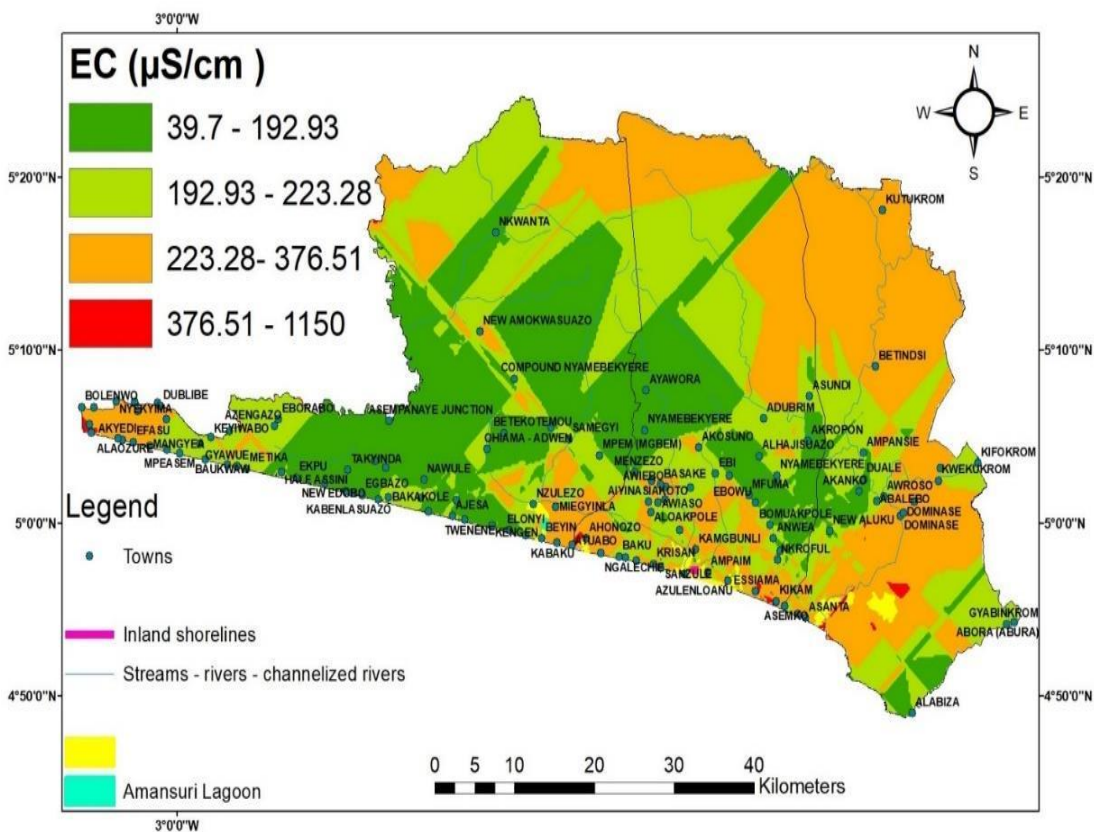 3°0'0"W
EC (µS/cm )
39.7 - 192.93
192.93 - 223.28
223.28- 376.51
376.51 - 1150
N
W
E
S
5°20'0"N
5°20'0"N
KUTUKROM
NKWANTA
NEW AMOKWASUAZO
5°10'0"N
5°10'0"N
BETINDSI
COMPOUND NYAMEBEKYERE
AYAWORA
ASUNDI
BOLENWO
DUBLIBE
NYEKYIMA
AZENGAZO
EBORABO
ASEMPANAYE JUNCTION
BETEKOTEMOU
SAMEGYI
NYAMEBEKYERE
ADUBRIM
AKYEDI
EFASU
KEYIWABO
GHIAMA - ADWEN
MPEM (MGBEM)
AKOSUNO
ALHAJISUAZO
AKROPON
AMPANSIE
ALAOZURE
MANGYEA
GYAWUE
METIKA
TAKYINDA
MENZEZO
BASAKE
EBI
NYAMEBEKYERE
DUALE
KIFOKROM
KWEKUKROM
MPEASEM
BAUKWAW
EKPU
HALE ASSINI
NAWULE
AWIEBO
MFUMA
AKANKO
AWROSO
NEW EDOBO
EGBAZO
BAKAKOLE
NZULEZO
AIYINASIA
KOTO
AWIASO
EBOWU
ABALEBO
Legend
KABENLASUAZO
AJESA
MIEGYINLA
ALOAKPOLE
BOMUAKPOLE
DOMINASE
DOMINASE
5°0'0"N
5°0'0"N
TWENENE
ELONYI
BEYIN
AHONOZO
ANWEA
NEW ALUKU
KENGEN
ATUABO
BAKU
KRISAN
KAMGBUNLI
NKROFUL
Towns
KABAKU
NGALECHIE
SANZULE
AMPAIM
ESSIAMA
AZULENLOANU
KIKAM
ASEMKO
ASANTA
GYABINKROM
ABORA (ABURA)
Inland shorelines
Streams - rivers - channelized rivers
4°50'0"N
4°50'0"N
ALABIZA
0 5 10 20 30 40
Kilometers
Amansuri Lagoon
3°0'0"W